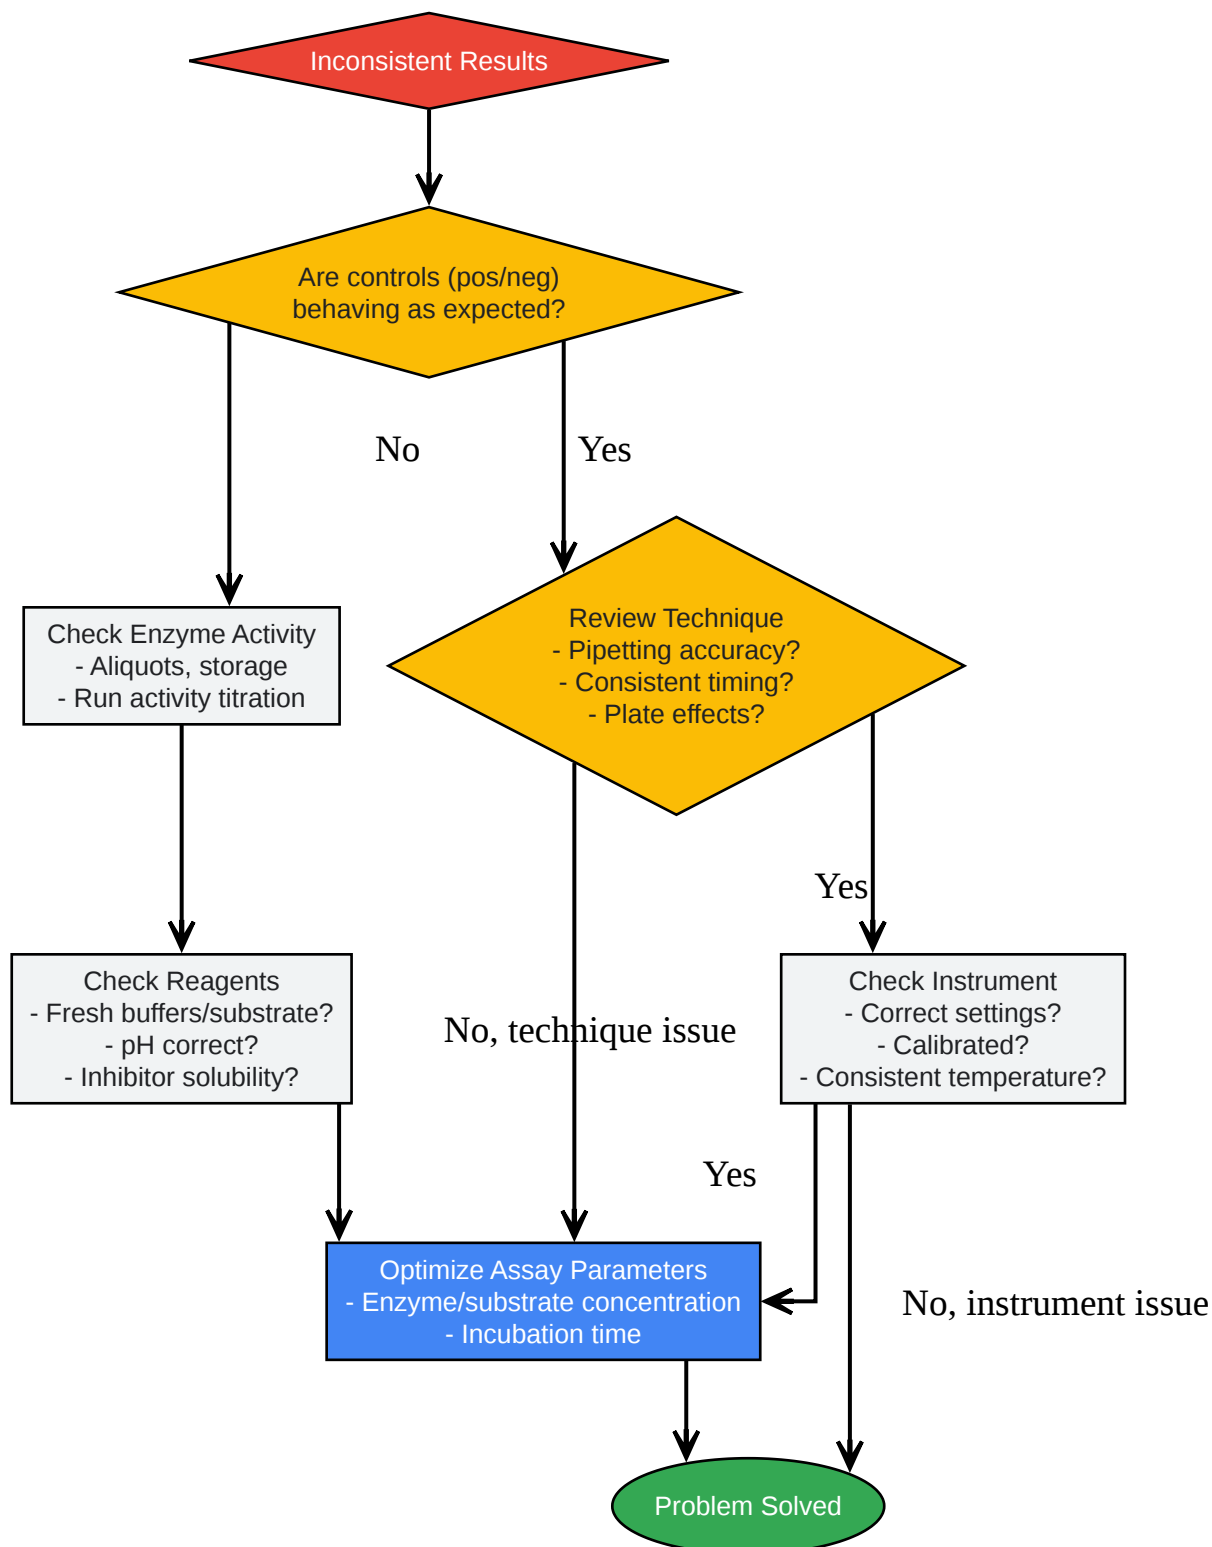 Inconsistent Results
Are controls (pos/neg)
behaving as expected?
No
Yes
Check Enzyme Activity
- Aliquots, storage
- Run activity titration
Review Technique
- Pipetting accuracy?
- Consistent timing?
- Plate effects?
Yes
Check Reagents
- Fresh buffers/substrate?
- pH correct?
- Inhibitor solubility?
No, technique issue
Check Instrument
- Correct settings?
- Calibrated?
- Consistent temperature?
Yes
Optimize Assay Parameters
- Enzyme/substrate concentration
- Incubation time
No, instrument issue
Problem Solved